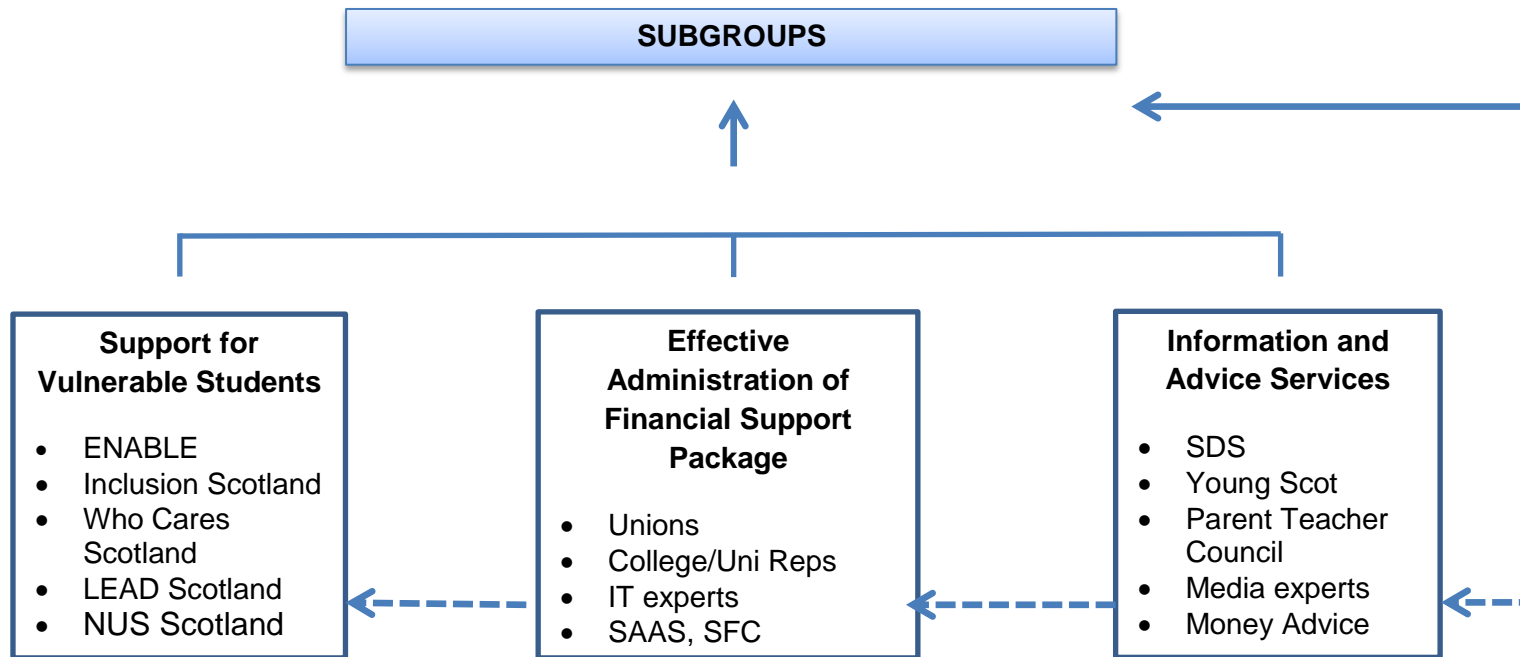 SUBGROUPS
Support for
Vulnerable Students
• ENABLE
• Inclusion Scotland
• Who Cares
Scotland
• LEAD Scotland
• NUS Scotland
Effective
Administration of
Financial Support
Package
• Unions
• College/Uni Reps
• IT experts
• SAAS, SFC
Information and
Advice Services
• SDS
• Young Scot
• Parent Teacher
Council
• Media experts
• Money Advice